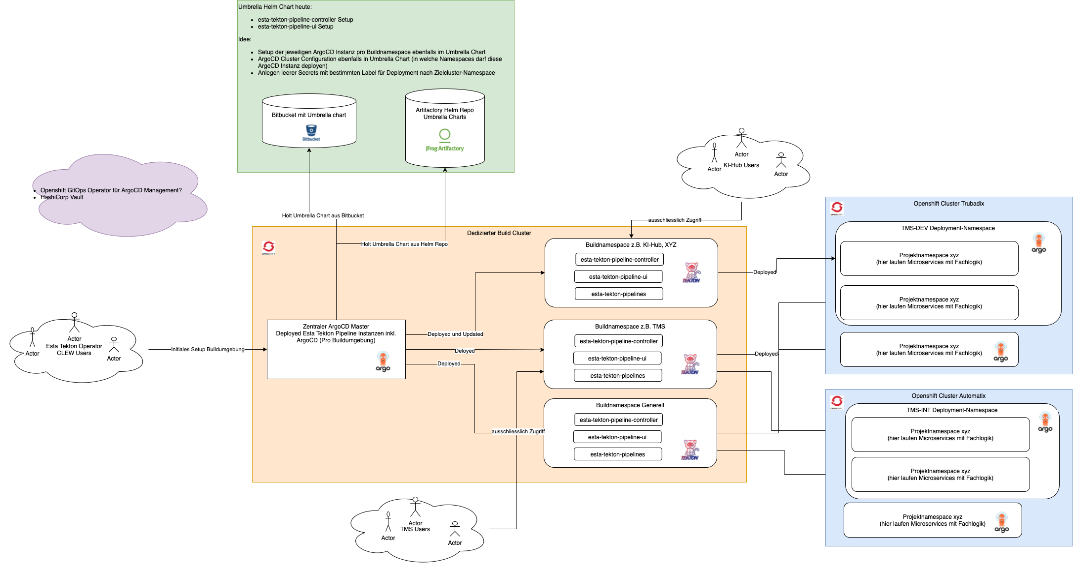 Umbrella Helm Chart heute:
esta-tekton-pipeline-controller Setup
esta-tekton-pipeline-ui Setup
Idee:
Setup der jeweiligen ArgoCD Instanz pro Buildnamespace ebenfalls im Umbrella Chart
ArgoCD Cluster Configuration ebenfalls in Umbrella Chart (in welche Namespaces darf diese
ArgoCD Instanz deployen)
Anlegen leerer Secrets mit bestimmten Label für Deployment nach Zielcluster-Namespace
Bitbucket mit Umbrella chart
Bitbucket
Artifactory Helm Repo
Umbrella Charts
JFrog Artifactory
Openshift GitOps Operator für ArgoCD Management?
HashiCorp Vault
Holt Umbrella Chart aus Bitbucket
Holt Umbrella Chart aus Helm Repo
Actor
KI-Hub Users
Actor
Actor
ausschliesslich Zugriff
Dedizierter Build Cluster
Buildnamespace z.B. KI-Hub, XYZ
esta-tekton-pipeline-controller
esta-tekton-pipeline-ui
esta-tekton-pipelines
TEKTON
Deployed
Actor
Esta Tekton Operator
CLEW Users
Actor
Actor
Initiales Setup Buildumgebung
Zentraler ArgoCD Master
Deployed Esta Tekton Pipeline Instanzen inkl.
ArgoCD (Pro Buildumgebung)
argo
Deployed und Updated
Deloyed
Deployed
Buildnamespace z.B. TMS
esta-tekton-pipeline-controller
esta-tekton-pipeline-ui
esta-tekton-pipelines
TEKTON
Deployed
Buildnamespace Generell
esta-tekton-pipeline-controller
esta-tekton-pipeline-ui
esta-tekton-pipelines
TEKTON
ausschliesslich Zugriff
Actor
TMS Users
Actor
Actor
Openshift Cluster Trubadix
TMS-DEV Deployment-Namespace
argo
Projektnamespace xyz
(hier laufen Microservices mit Fachlogik)
Projektnamespace xyz
(hier laufen Microservices mit Fachlogik)
Projektnamespace xyz
(hier laufen Microservices mit Fachlogik)
argo
Openshift Cluster Automatix
TMS-INT Deployment-Namespace
argo
Projektnamespace xyz
(hier laufen Microservices mit Fachlogik)
Projektnamespace xyz
(hier laufen Microservices mit Fachlogik)
Projektnamespace xyz
(hier laufen Microservices mit Fachlogik)
argo